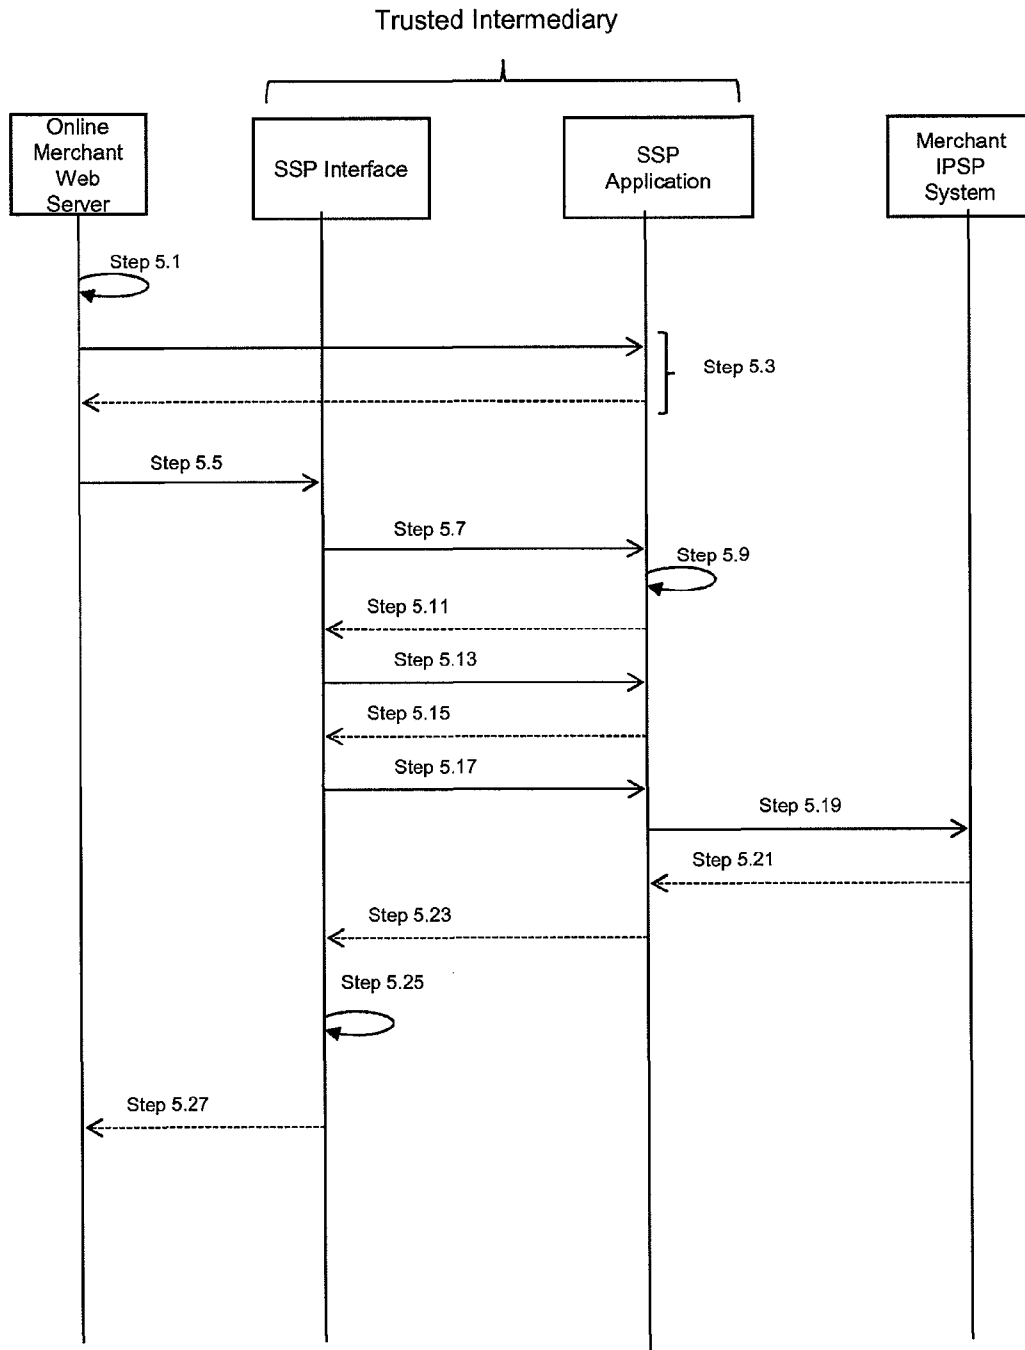 Trusted Intermediary
Online
Merchant
Web
Server
SSP Interface
SSP
Application
Merchant
IPSP
System
Step 5.1
Step 5.3
Step 5.5
Step 5.7
Step 5.9
Step 5.11
Step 5.13
Step 5.15
Step 5.17
Step 5.19
Step 5.21
Step 5.23
Step 5.25
Step 5.27